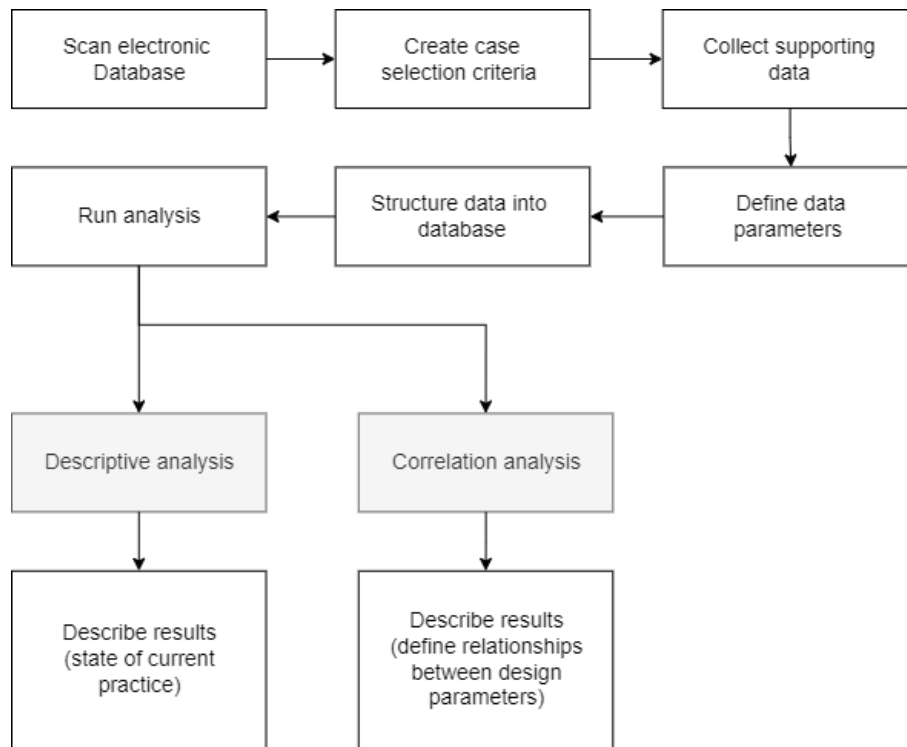 Scan electronic
Database
Create case
selection criteria
Collect supporting
data
Run analysis
Structure data into
database
Define data
parameters
Descriptive analysis
Correlation analysis
Describe results
(state of current
practice)
Describe results
(define relationships
between design
parameters)